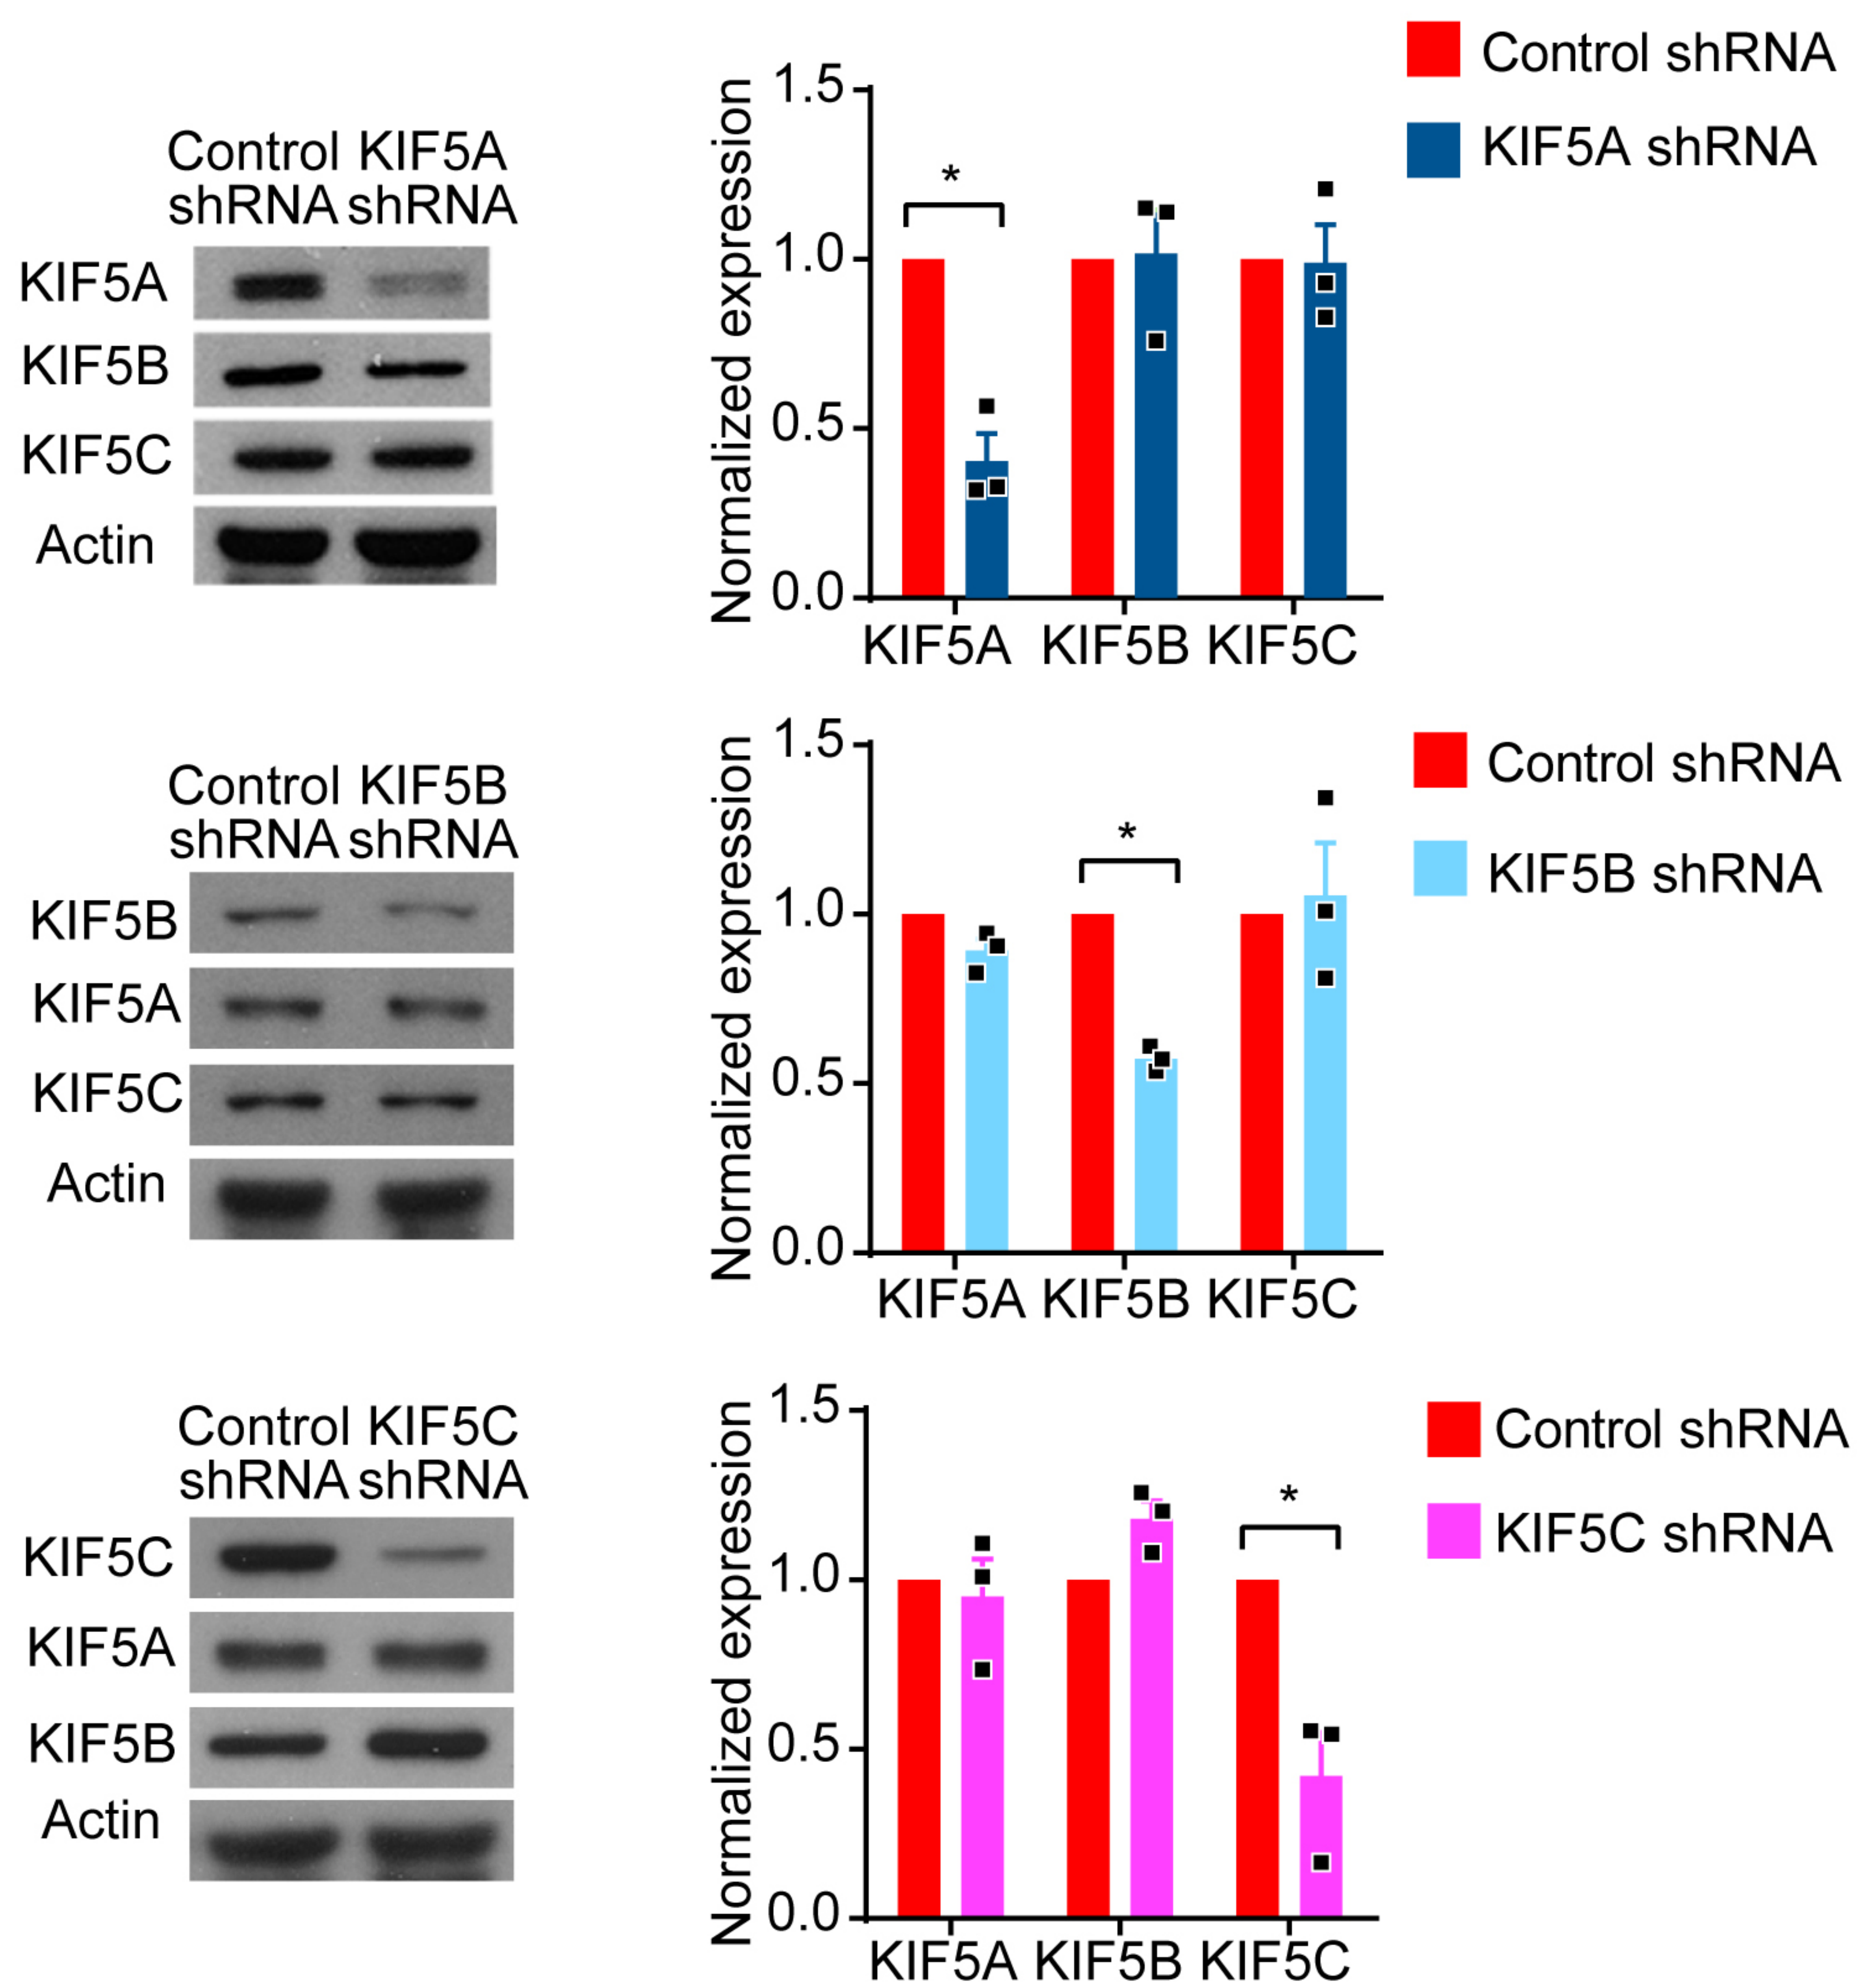 Control KIF5A
shRNA shRNA
KIF5A
KIF5B
KIF5C
Actin
Normalized expression
1.5
1.0
0.5
0.0
*
KIF5A KIF5B KIF5C
Control shRNA
KIF5A shRNA
Control KIF5B
shRNA shRNA
KIF5B
KIF5A
KIF5C
Actin
Normalized expression
1.5
1.0
0.5
0.0
*
KIF5A KIF5B KIF5C
Control shRNA
KIF5B shRNA
Control KIF5C
shRNA shRNA
KIF5C
KIF5A
KIF5B
Actin
Normalized expression
1.5
1.0
0.5
0.0
*
KIF5A KIF5B KIF5C
Control shRNA
KIF5C shRNA